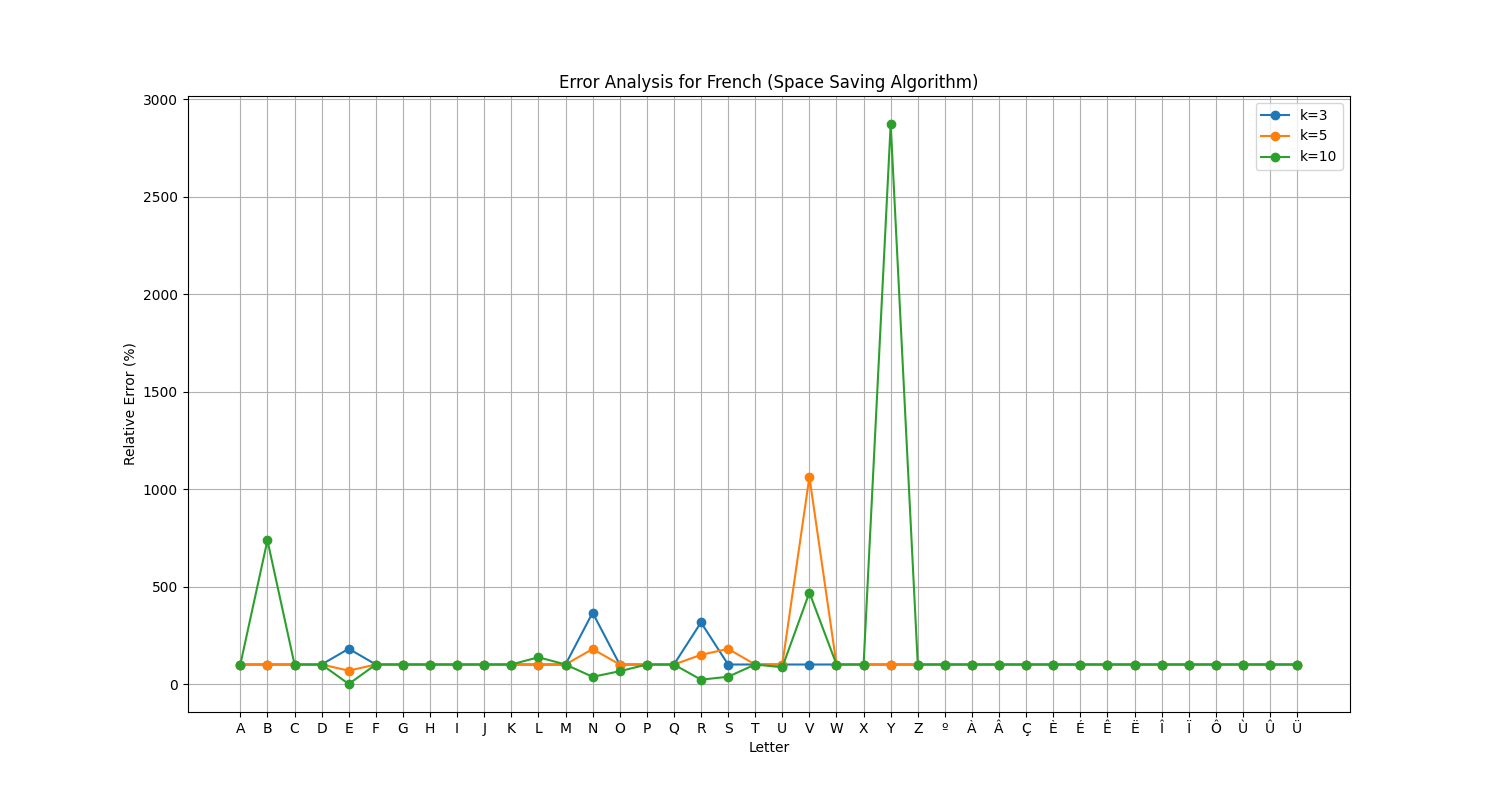 Error Analysis for French (Space Saving Algorithm)
3000
2500
2000
1500
1000
500
0
Relative Error (%)
k=3
k=5
k=10
A B C D E F G H I J K L M N O P Q R S T U V W X Y Z º À Â Ç È É Ê Ë Î Ï Ô Ù Û Ü
Letter